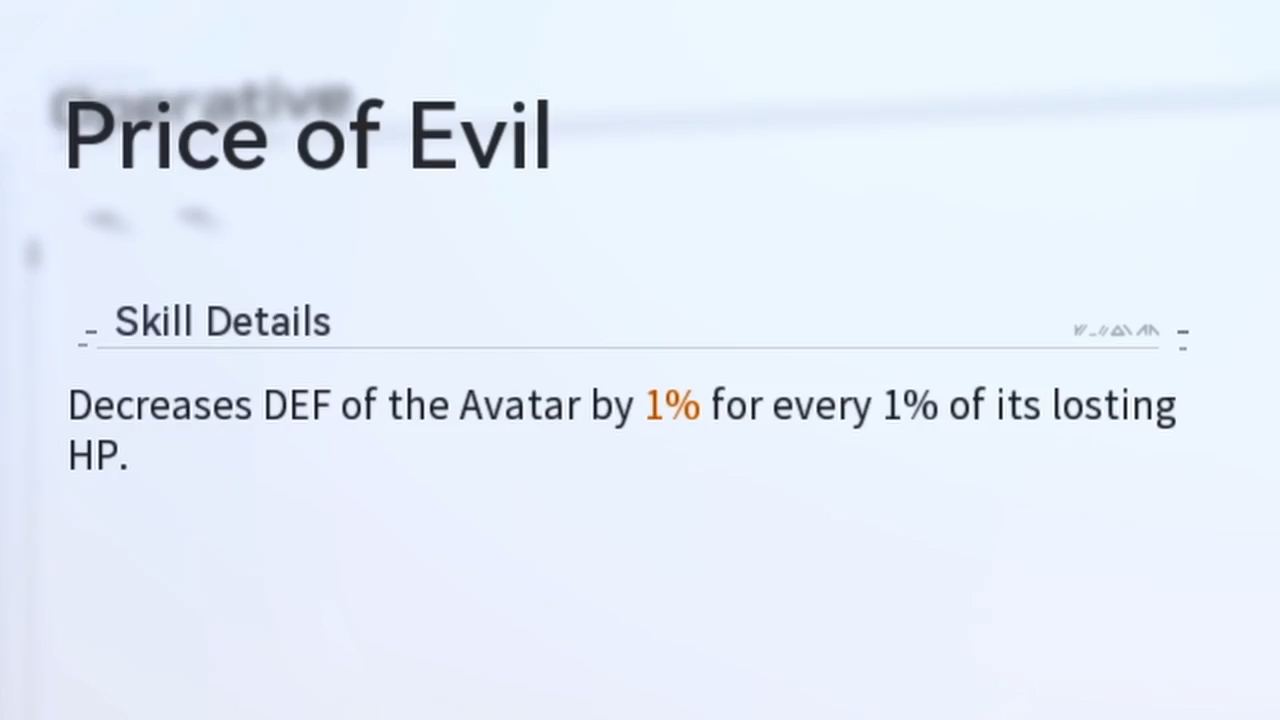 Operative
Price of Evil
Skill Details
Decreases DEF of the Avatar by 1% for every 1% of its losting
HP.